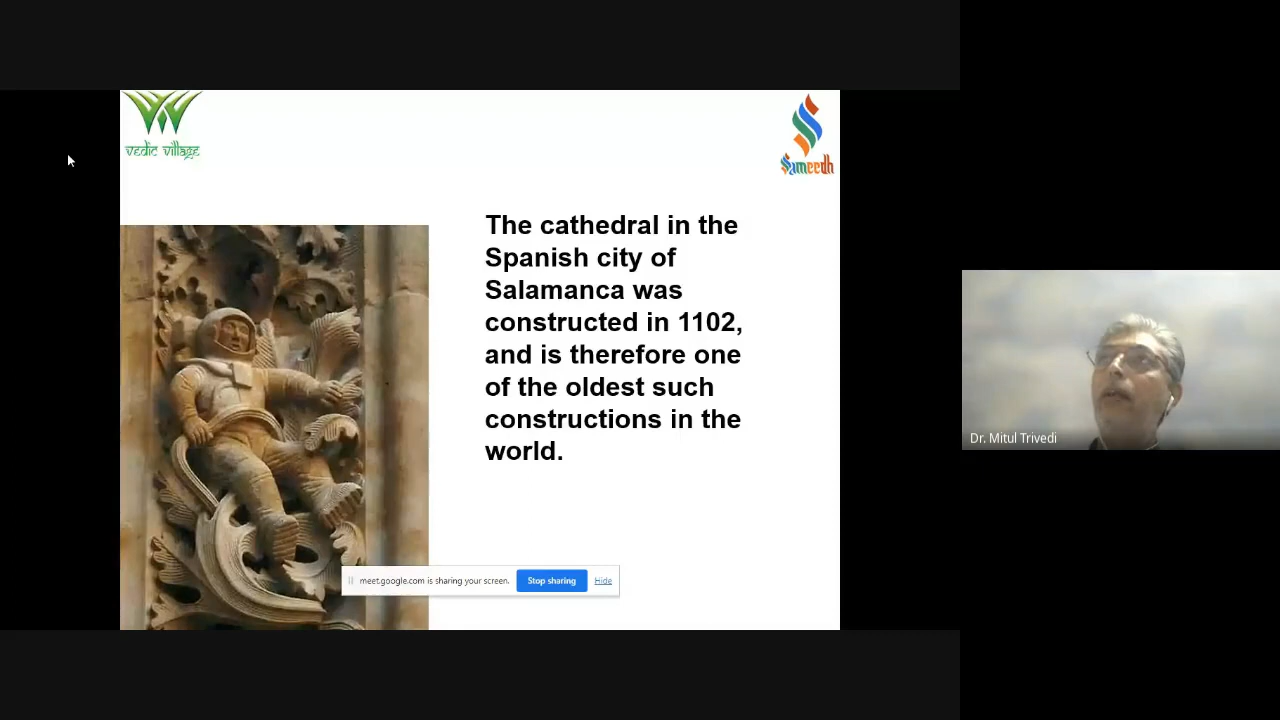 vedic village
Sameedh
The cathedral in the
Spanish city of
Salamanca was
constructed in 1102,
and is therefore one
of the oldest such
constructions in the
world.
meet.google.com is sharing your screen.
Stop sharing
Hide
Dr. Mitul Trivedi